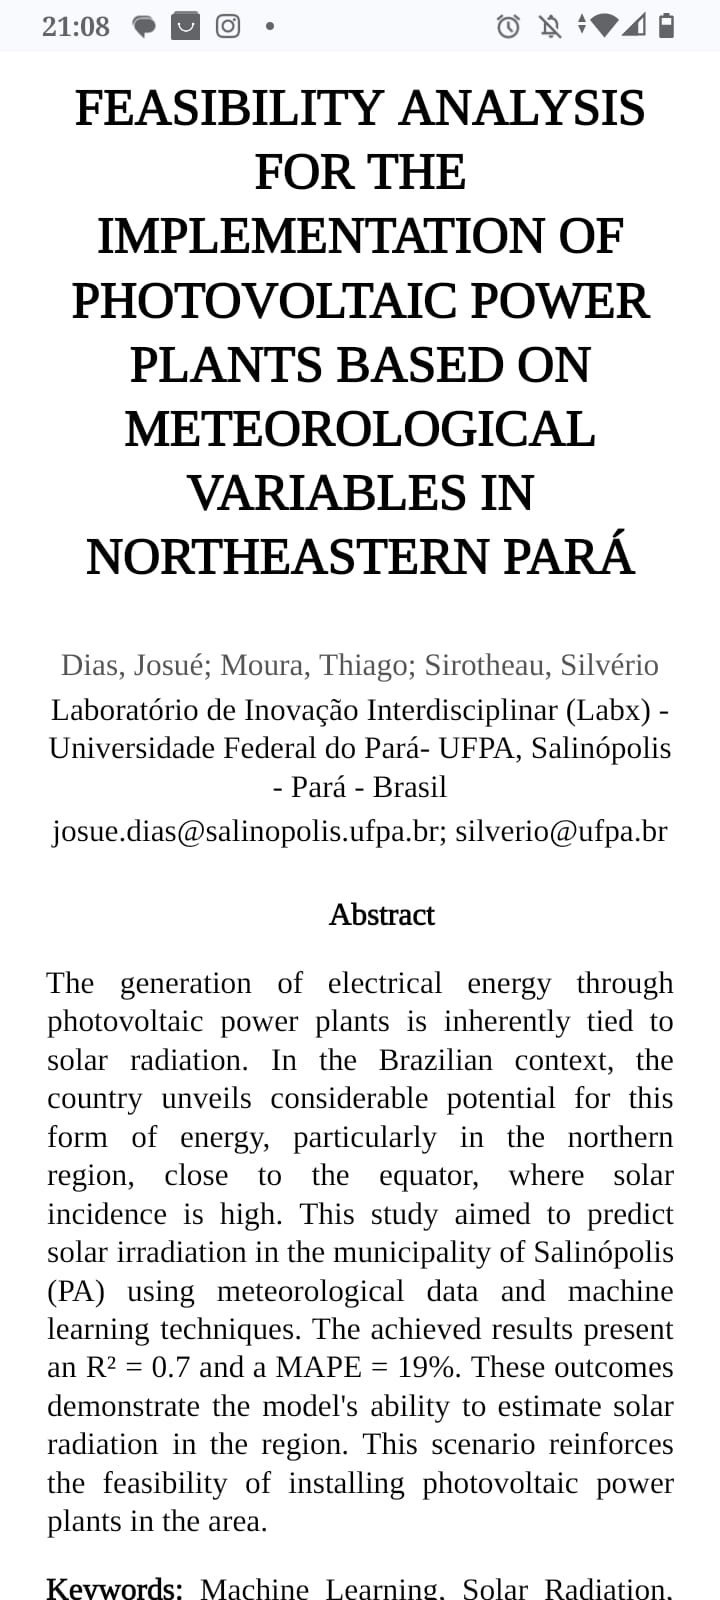 21:08
FEASIBILITY ANALYSIS
FOR THE
IMPLEMENTATION OF
PHOTOVOLTAIC POWER
PLANTS BASED ON
METEOROLOGICAL
VARIABLES IN
NORTHEASTERN PARÁ
Dias, Josué; Moura, Thiago; Sirotheau, Silvério
Laboratório de Inovação Interdisciplinar (Labx) -
Universidade Federal do Pará- UFPA, Salinópolis
- Pará - Brasil
josue.dias@salinopolis.ufpa.br; silverio@ufpa.br
Abstract
The generation of electrical energy through
photovoltaic power plants is inherently tied to
solar radiation. In the Brazilian context, the
country unveils considerable potential for this
form of energy, particularly in the northern
region, close to the equator, where solar
incidence is high. This study aimed to predict
solar irradiation in the municipality of Salinópolis
(PA) using meteorological data and machine
learning techniques. The achieved results present
an R² = 0.7 and a MAPE = 19%. These outcomes
demonstrate the model's ability to estimate solar
radiation in the region. This scenario reinforces
the feasibility of installing photovoltaic power
plants in the area.
Keywords: Machine Learning, Solar Radiation,